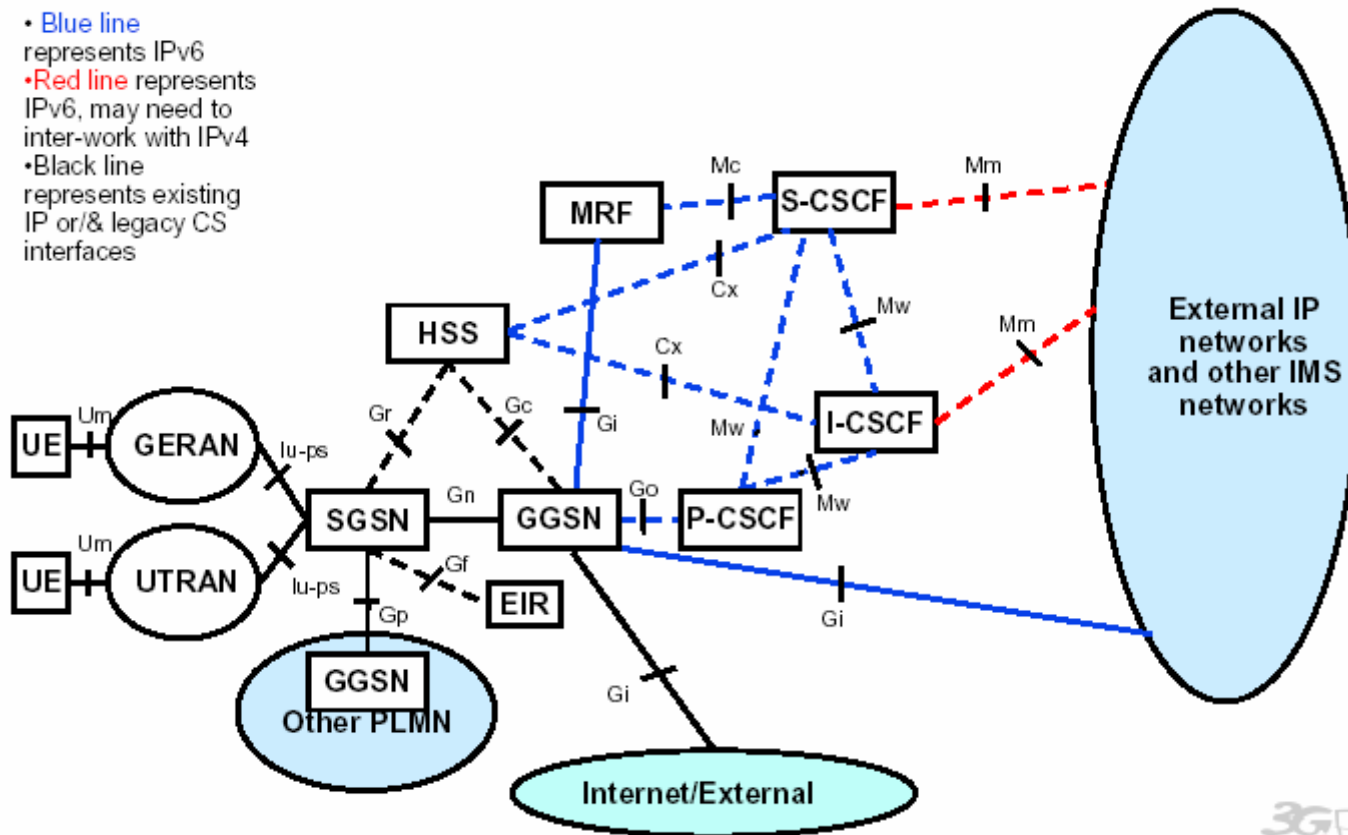 • Blue line
represents IPv6
•Red line represents
IPv6, may need to
inter-work with IPv4
•Black line
represents existing
IP or/& legacy CS
interfaces
Mc
Mm
MRF
S-CSCF
Cx
Mw
External IP
networks
and other IMS
networks
HSS
Cx
Mm
Um
Gr
Gc
Gi
Mw
I-CSCF
UE
GERAN
Iu-ps
Gn
Go
Mw
SGSN
GGSN
P-CSCF
Um
UE
UTRAN
Iu-ps
Gf
EIR
Gp
Gi
GGSN
Other PLMN
Gi
Internet/External
3G